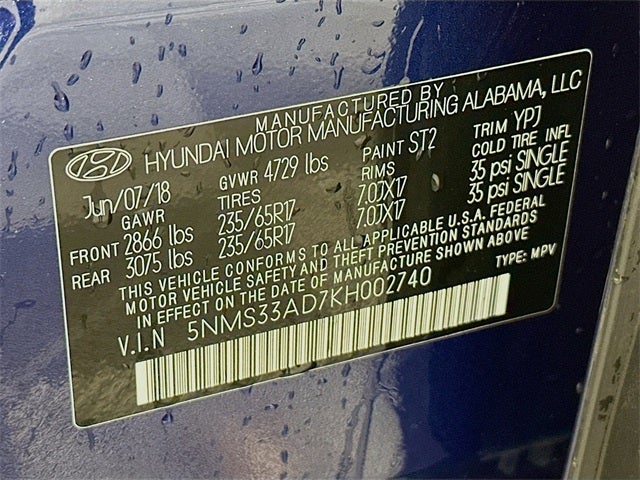 MANUFACTURED BY
HYUNDAI MOTOR MANUFACTURING ALABAMA, LLC
Jun/07/18 GVWR 4729 lbs PAINT ST2 TRIM YPJ
GAWR TIRES RIMS COLD TIRE INFL
FRONT 2866 lbs 235/65R17 7.0JX17 35 psi SINGLE
REAR 3075 lbs 235/65R17 7.0JX17 35 psi SINGLE
THIS VEHICLE CONFORMS TO ALL APPLICABLE U.S.A. FEDERAL
MOTOR VEHICLE SAFETY AND THEFT PREVENTION STANDARDS
IN EFFECT ON THE DATE OF MANUFACTURE SHOWN ABOVE
V.I.N 5NMS33AD7KH002740 TYPE: MPV